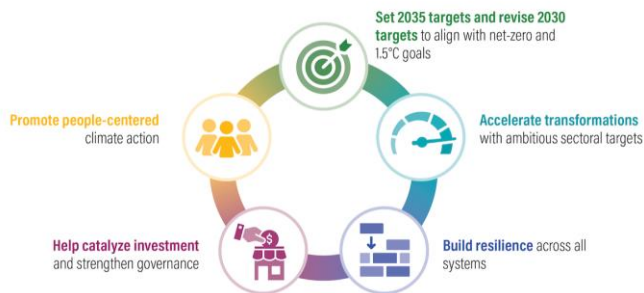 Set 2035 targets and revise 2030
targets to align with net-zero and
1.5°C goals
Accelerate transformations
with ambitious sectoral targets
Build resilience across all
systems
Help catalyze investment
and strengthen governance
$
Promote people-centered
climate action